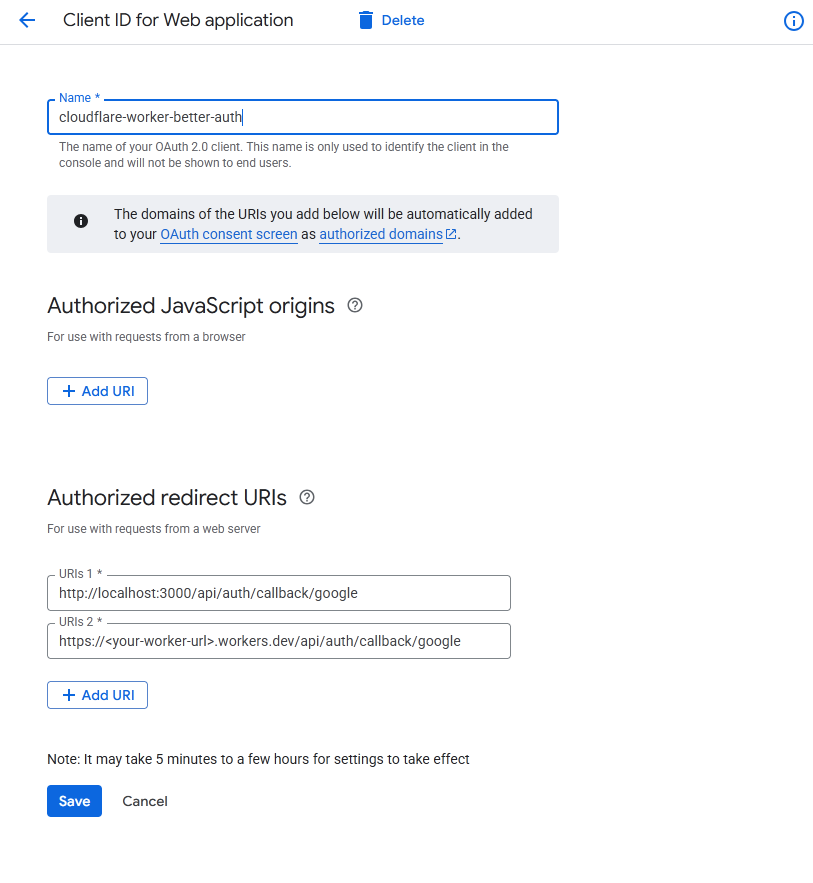 Client ID for Web application
Delete
Name *
cloudflare-worker-better-auth
The name of your OAuth 2.0 client. This name is only used to identify the client in the
console and will not be shown to end users.
The domains of the URIs you add below will be automatically added
to your OAuth consent screen as authorized domains.
Authorized JavaScript origins
For use with requests from a browser
+ Add URI
Authorized redirect URIs
For use with requests from a web server
URIs 1 *
http://localhost:3000/api/auth/callback/google
URIs 2 *
https://<your-worker-url>.workers.dev/api/auth/callback/google
+ Add URI
Note: It may take 5 minutes to a few hours for settings to take effect
Save
Cancel